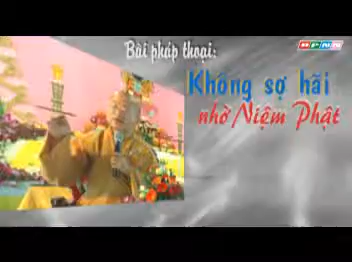 Bài pháp thoại:
Không sợ hãi
nhờ Niệm Phật